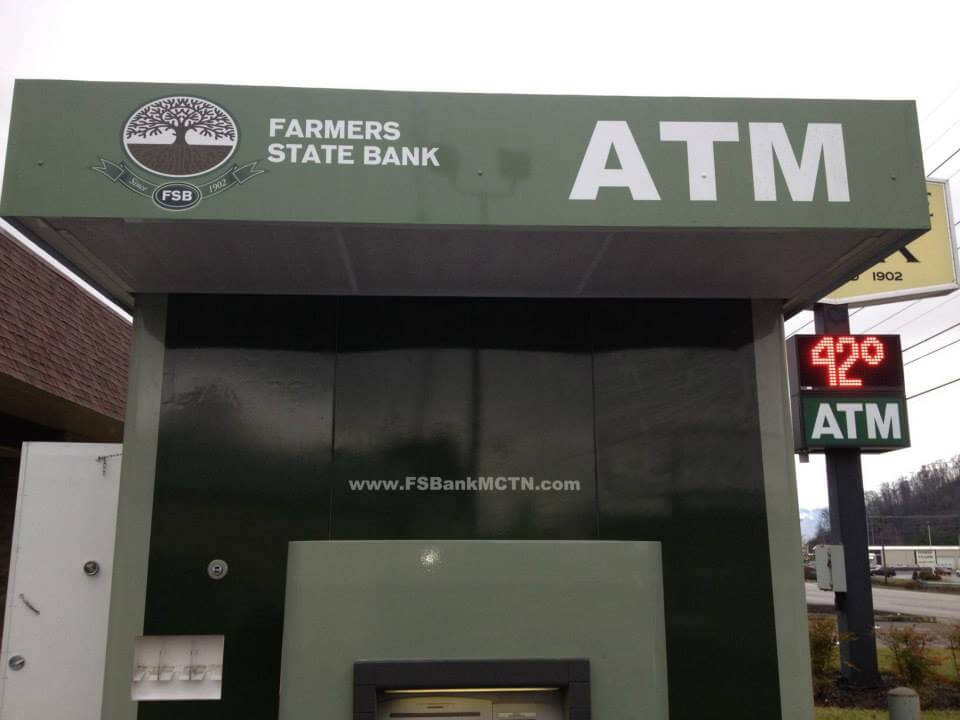 FARMERS
STATE BANK
ATM
Since
FSB
1902
1902
42°
ATM
www.FSBankMCTN.com